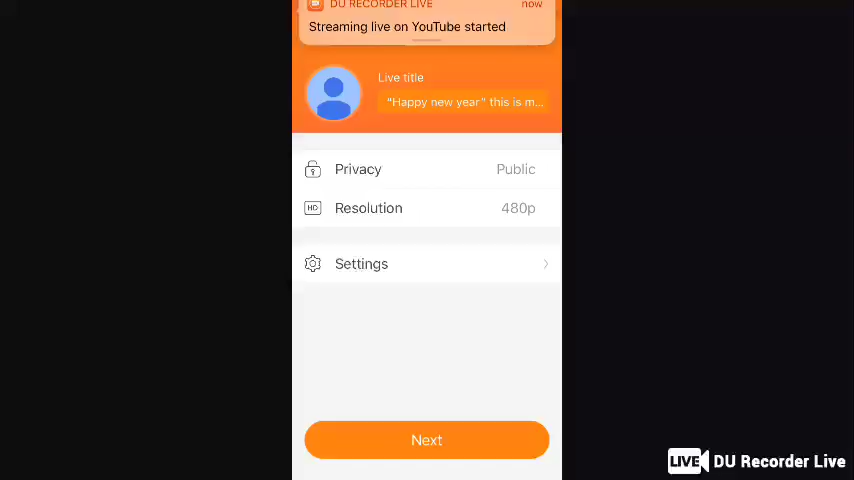 DU RECORDER LIVE now
Streaming live on YouTube started
Live title
"Happy new year" this is m...
Privacy Public
HD Resolution 480p
Settings
Next
LIVE DU Recorder Live